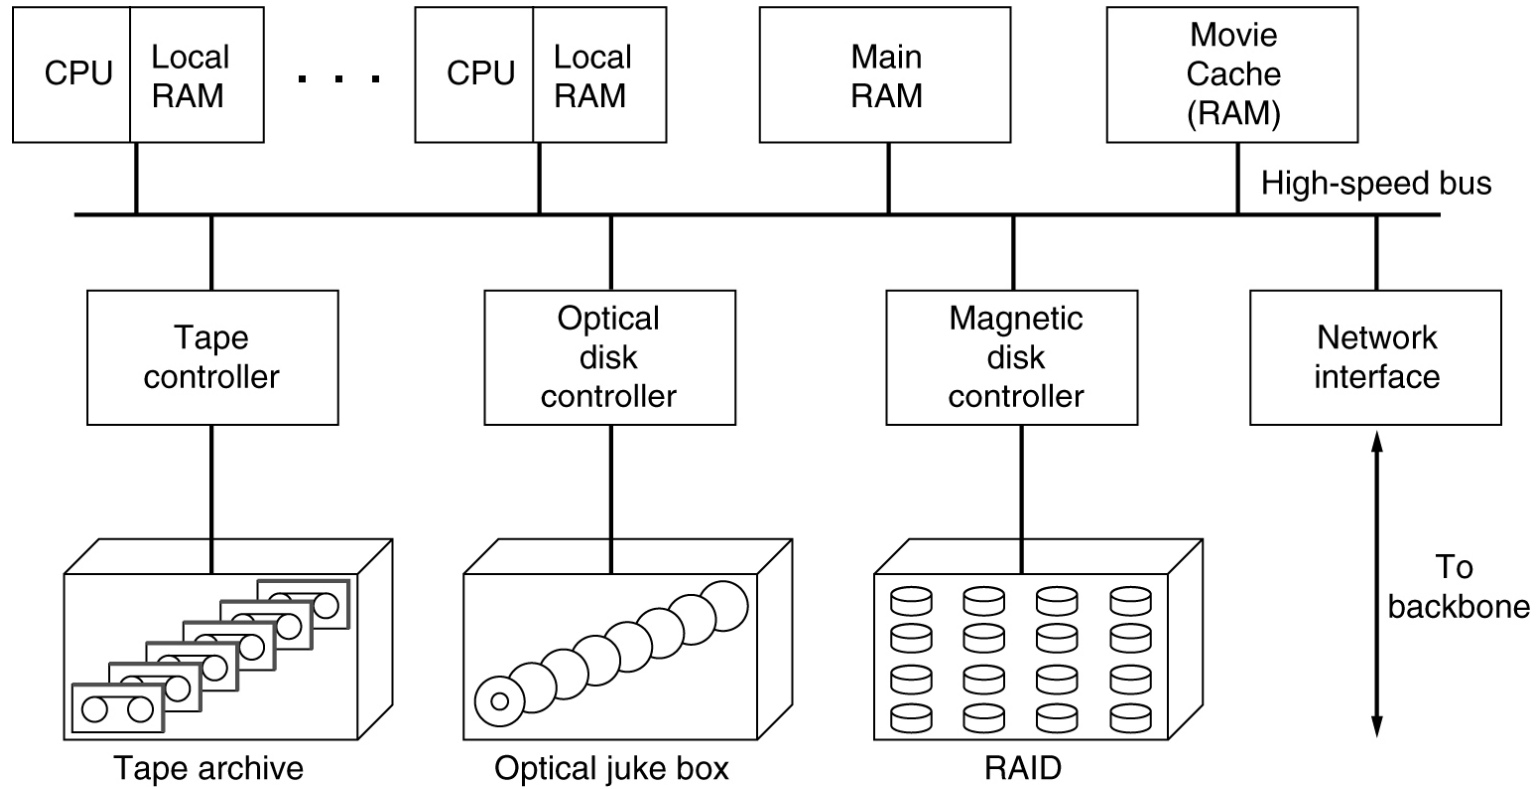 CPU
Local
RAM
. . .
CPU
Local
RAM
Main
RAM
Movie
Cache
(RAM)
High-speed bus
Tape
controller
Optical
disk
controller
Magnetic
disk
controller
Network
interface
To
backbone
Tape archive
Optical juke box
RAID